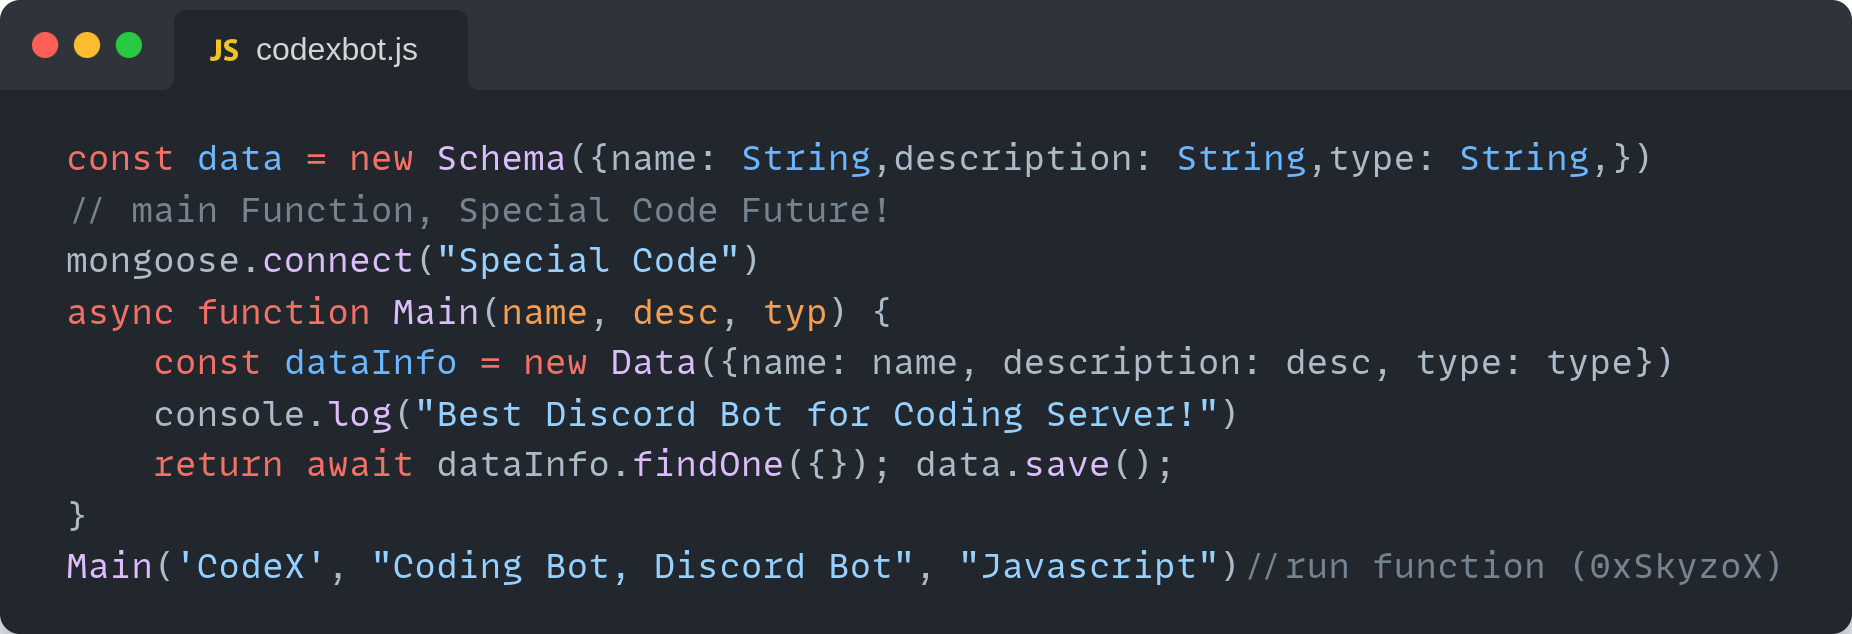 JS codexbot.js
const data = new Schema({name: String,description: String,type: String,})
// main Function, Special Code Future!
mongoose.connect("Special Code")
async function Main(name, desc, typ) {
    const dataInfo = new Data({name: name, description: desc, type: type})
    console.log("Best Discord Bot for Coding Server!")
    return await dataInfo.findOne({}); data.save();
}
Main('CodeX', "Coding Bot, Discord Bot", "Javascript")//run function (0xSkyzoX)